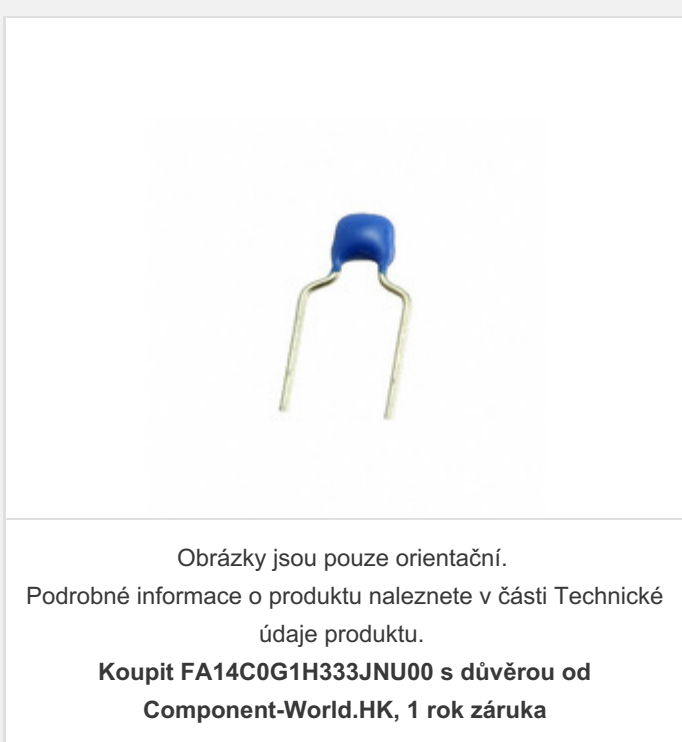 Obrázky jsou pouze orientační.
Podrobné informace o produktu naleznete v části Technické
údaje produktu.
Koupit FA14C0G1H333JNU00 s důvěrou od
Component-World.HK, 1 rok záruka